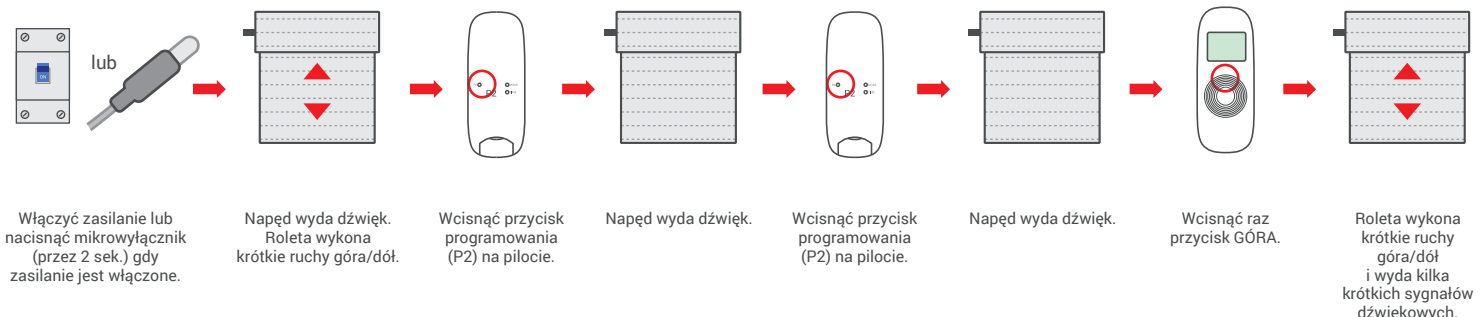 lub
P2
P2
Włączyć zasilanie lub
nacisnąć mikrowyłącznik
(przez 2 sek.) gdy
zasilanie jest włączone.
Napęd wyda dźwięk.
Roleta wykona
krótkie ruchy góra/dół.
Wcisnąć przycisk
programowania
(P2) na pilocie.
Napęd wyda dźwięk.
Wcisnąć przycisk
programowania
(P2) na pilocie.
Napęd wyda dźwięk.
Wcisnąć raz
przycisk GÓRA.
Roleta wykona
krótkie ruchy
góra/dół
i wyda kilka
krótkich sygnałów
dźwiękowych.